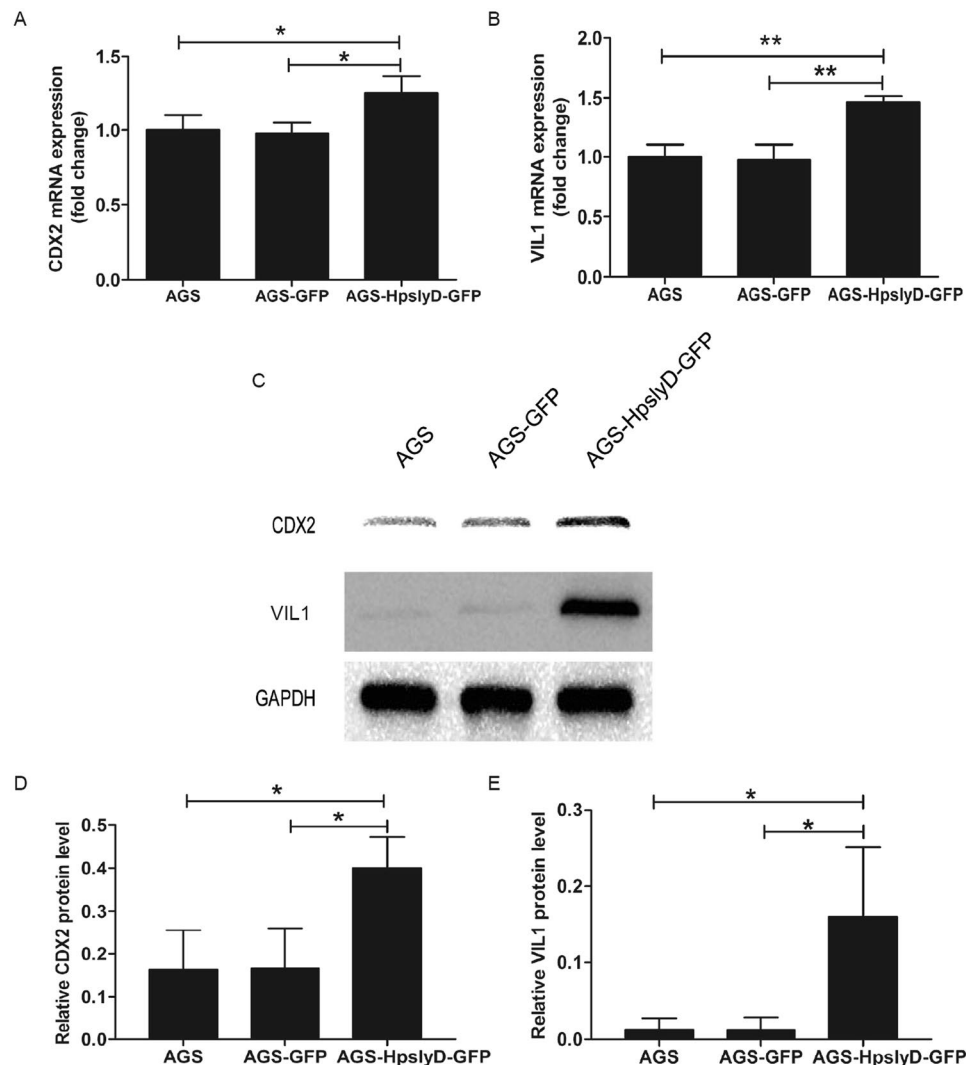 A
CDX2 mRNA expression
(fold change)
1.5
1.0
0.5
0.0
*
*
AGS
AGS-GFP
AGS-HpslyD-GFP
B
VIL1 mRNA expression
(fold change)
2.0
1.5
1.0
0.5
0.0
**
**
AGS
AGS-GFP
AGS-HpslyD-GFP
C
AGS
AGS-GFP
AGS-HpslyD-GFP
CDX2
VIL1
GAPDH
D
Relative CDX2 protein level
0.5
0.4
0.3
0.2
0.1
0.0
*
*
AGS
AGS-GFP
AGS-HpslyD-GFP
E
Relative VIL1 protein level
0.3
0.2
0.1
0.0
*
*
AGS
AGS-GFP
AGS-HpslyD-GFP